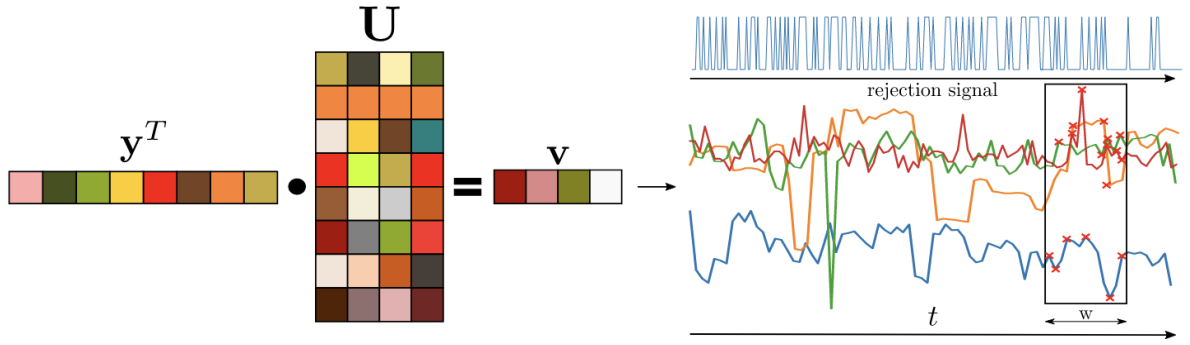 U
y^T
• = v
rejection signal
t
w